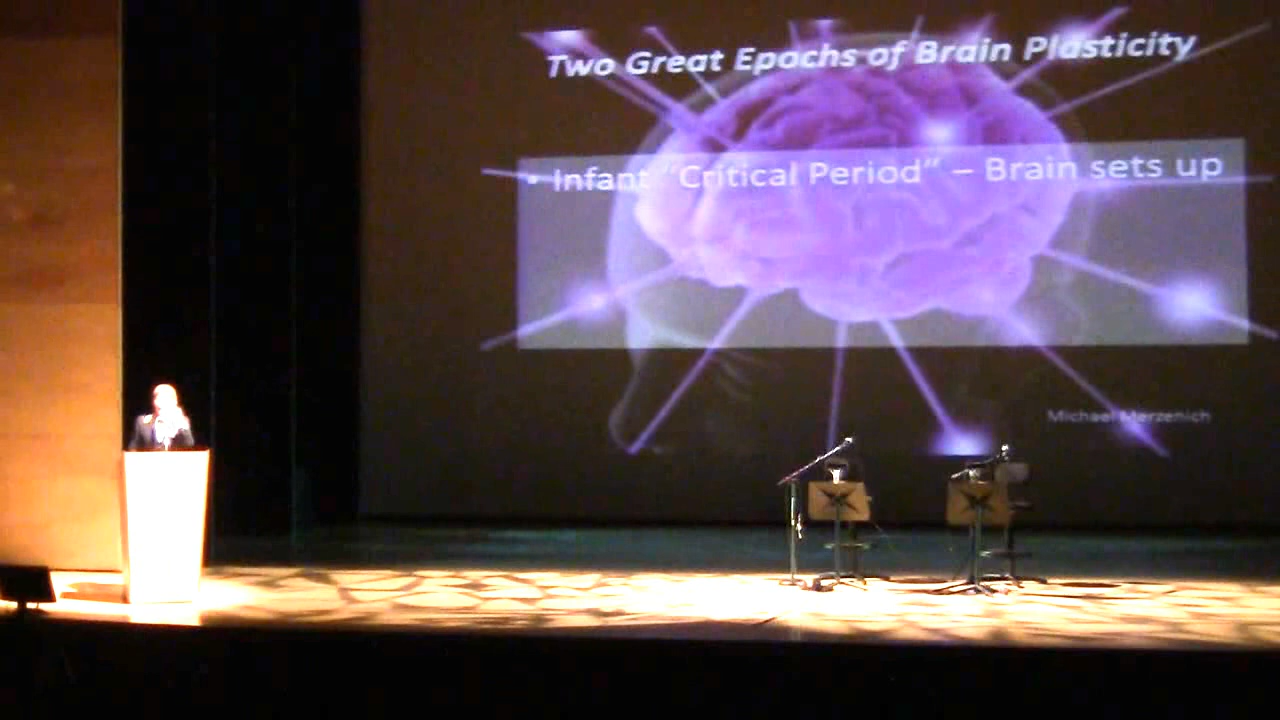 Two Great Epochs of Brain Plasticity
• Infant "Critical Period" – Brain sets up
Michael Merzenich